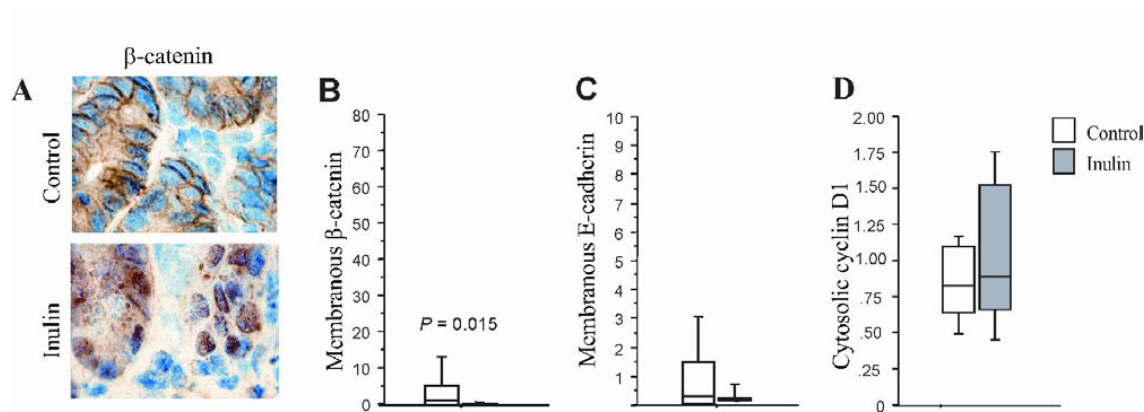 β-catenin
A
Control
Inulin
B
Membranous β-catenin
80
70
60
50
40
30
20
10
0
P = 0.015
C
Membranous E-cadherin
10
9
8
7
6
5
4
3
2
1
D
Cytosolic cyclin D1
2.00
1.75
1.50
1.25
1.00
0.75
.50
.25
0
Control
Inulin